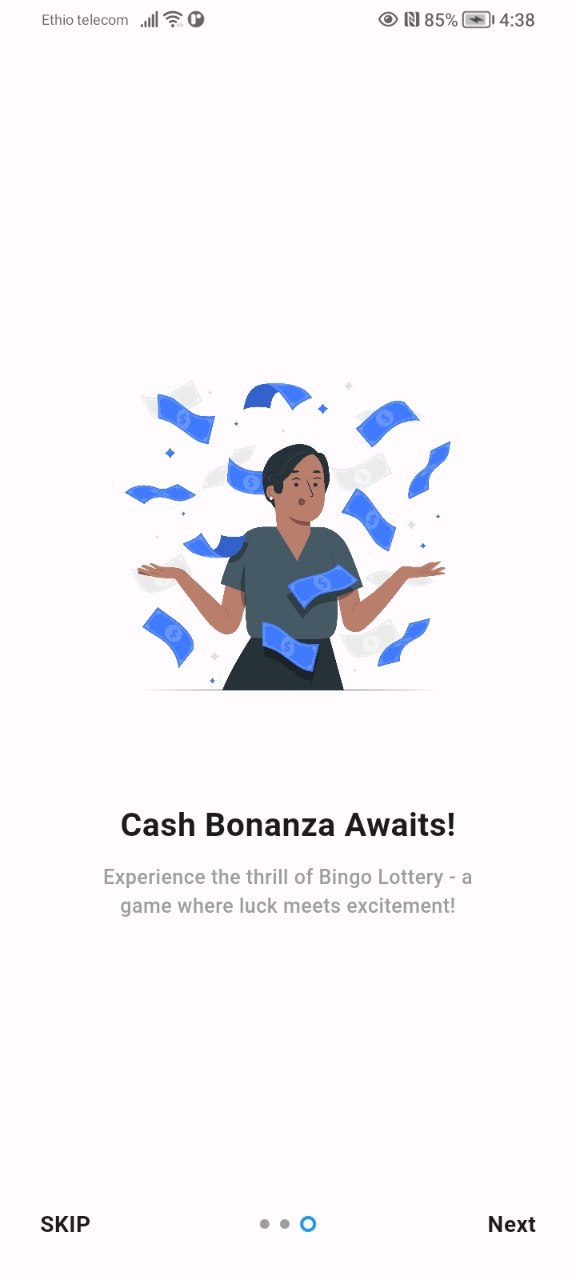 Ethio telecom 85% 4:38
Cash Bonanza Awaits!
Experience the thrill of Bingo Lottery - a
game where luck meets excitement!
SKIP Next